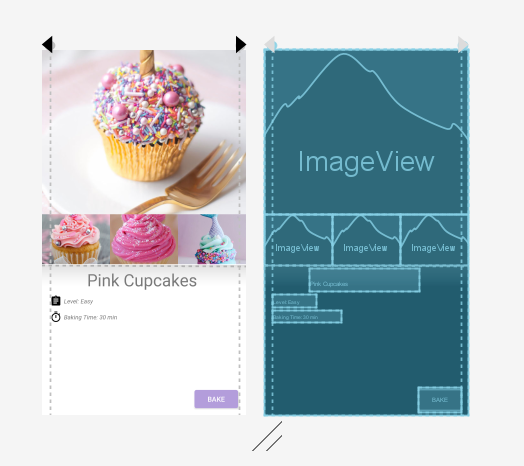 Pink Cupcakes
Level: Easy
Baking Time: 30 min
BAKE
ImageView
ImageView
ImageView
ImageView
Pink Cupcakes
Level: Easy
Baking Time: 30 min
BAKE